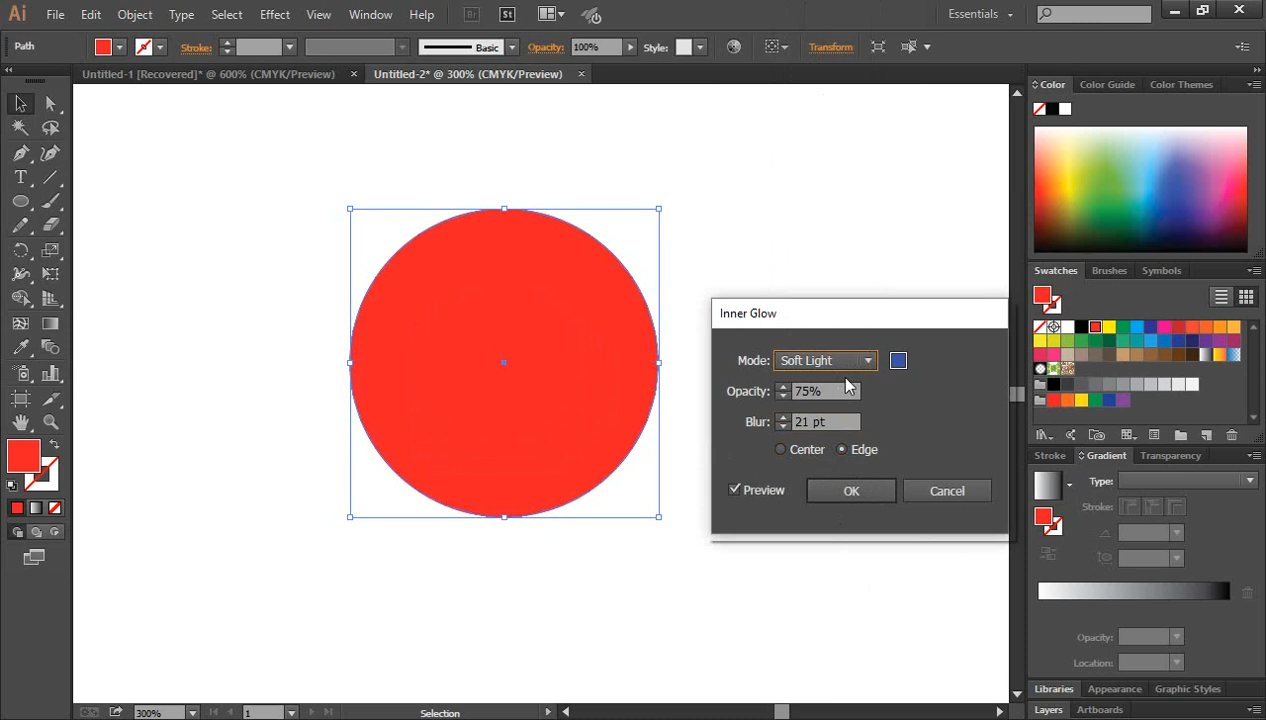 Ai File Edit Object Type Select Effect View Window Help Br St Essentials
Path Stroke: Basic Opacity: 100% Style: Transform
Untitled-1 [Recovered]* @ 600% (CMYK/Preview) × Untitled-2* @ 300% (CMYK/Preview) ×
Color Color Guide Color Themes
Swatches Brushes Symbols
Inner Glow
Mode: Soft Light
Opacity: 75%
Blur: 21 pt
Center Edge
Preview OK Cancel
Stroke Gradient Transparency
Type:
Stroke:
Opacity:
Location:
Libraries Appearance Graphic Styles
Layers Artboards
300% 1 Selection